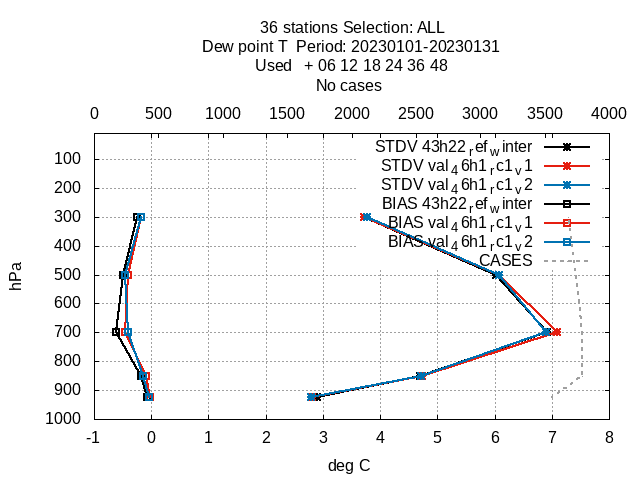 36 stations Selection: ALL
Dew point T  Period: 20230101-20230131
Used   + 06 12 18 24 36 48
No cases
0 500 1000 1500 2000 2500 3000 3500 4000
STDV 43h22_ref_winter
STDV val_46h1_rc1_v1
STDV val_46h1_rc1_v2
BIAS 43h22_ref_winter
BIAS val_46h1_rc1_v1
BIAS val_46h1_rc1_v2
CASES
100
200
300
400
500
600
700
800
900
1000
hPa
-1 0 1 2 3 4 5 6 7 8
deg C